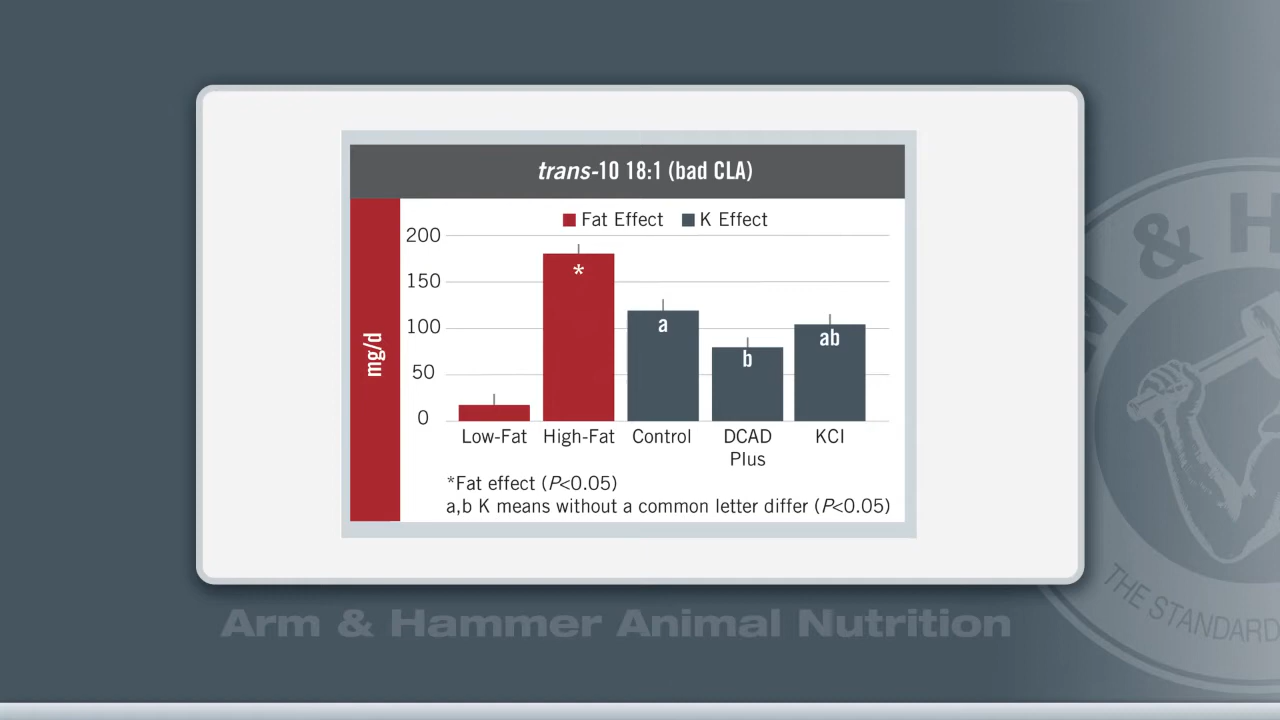 trans-10 18:1 (bad CLA)
Fat Effect K Effect
mg/d
200
150
100
50
0
*
a
b
ab
Low-Fat High-Fat Control DCAD Plus KCI
*Fat effect (P<0.05)
a,b K means without a common letter differ (P<0.05)
Arm & Hammer Animal Nutrition
M & H
THE STANDARD